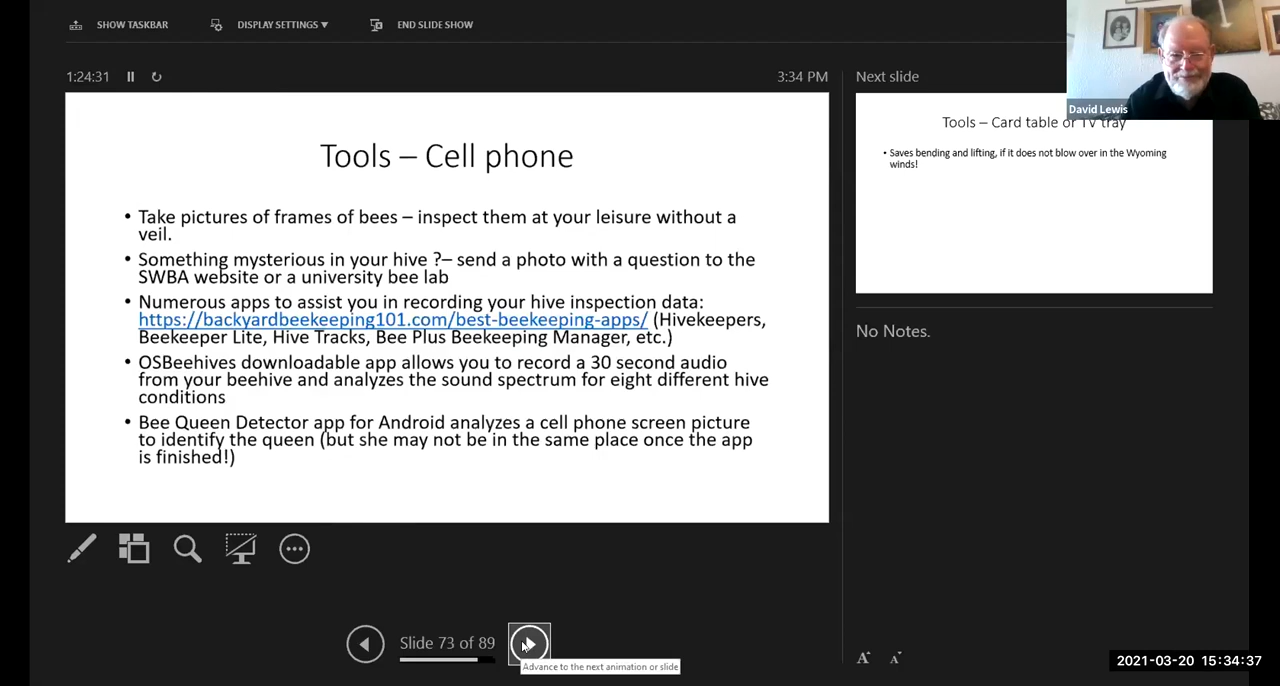 SHOW TASKBAR
DISPLAY SETTINGS
END SLIDE SHOW
1:24:31
3:34 PM
Tools – Cell phone
• Take pictures of frames of bees – inspect them at your leisure without a
veil.
• Something mysterious in your hive ?– send a photo with a question to the
SWBA website or a university bee lab
• Numerous apps to assist you in recording your hive inspection data:
https://backyardbeekeeping101.com/best-beekeeping-apps/ (Hivekeepers,
Beekeeper Lite, Hive Tracks, Bee Plus Beekeeping Manager, etc.)
• OSBeehives downloadable app allows you to record a 30 second audio
from your beehive and analyzes the sound spectrum for eight different hive
conditions
• Bee Queen Detector app for Android analyzes a cell phone screen picture
to identify the queen (but she may not be in the same place once the app
is finished!)
Slide 73 of 89
Advance to the next animation or slide
Next slide
David Lewis
Tools – Card table or TV tray
• Saves bending and lifting, if it does not blow over in the Wyoming
winds!
No Notes.
A A
2021-03-20 15:34:37